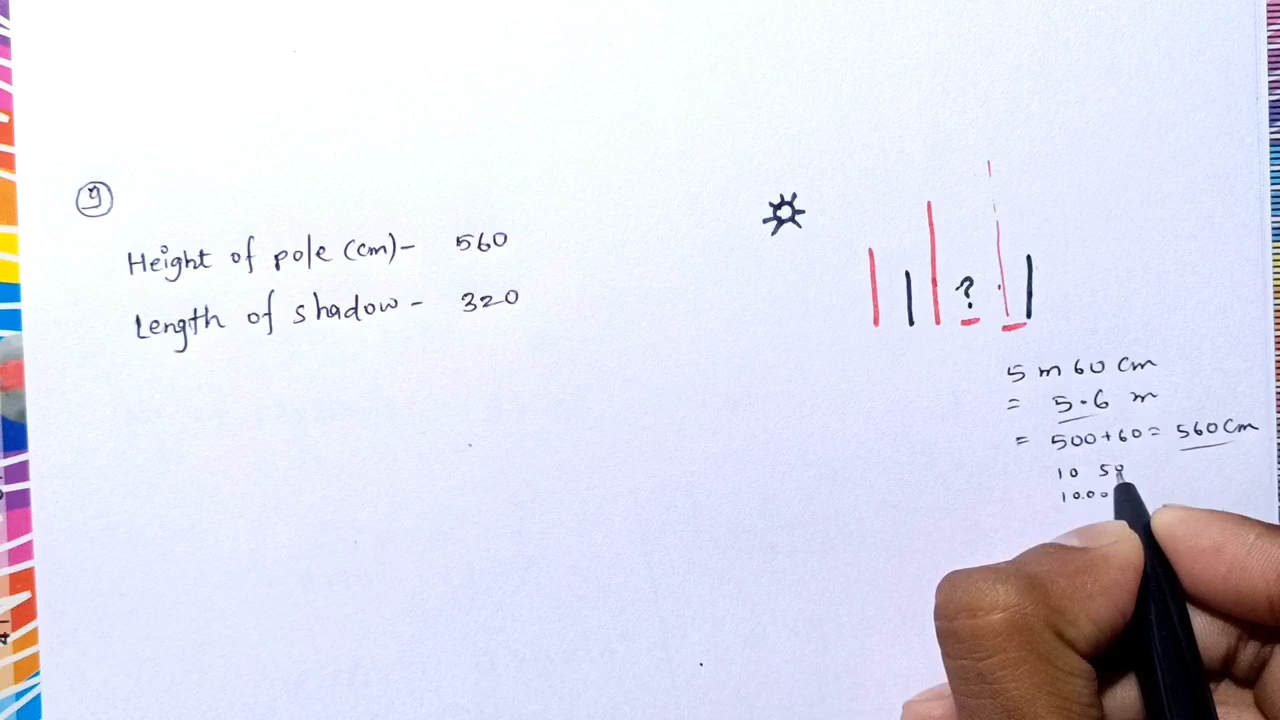 9
Height of pole (cm)- 560
Length of shadow - 320
?
5 m 60 cm
= 5.6 m
= 500+60= 560 Cm
10 50
10.00